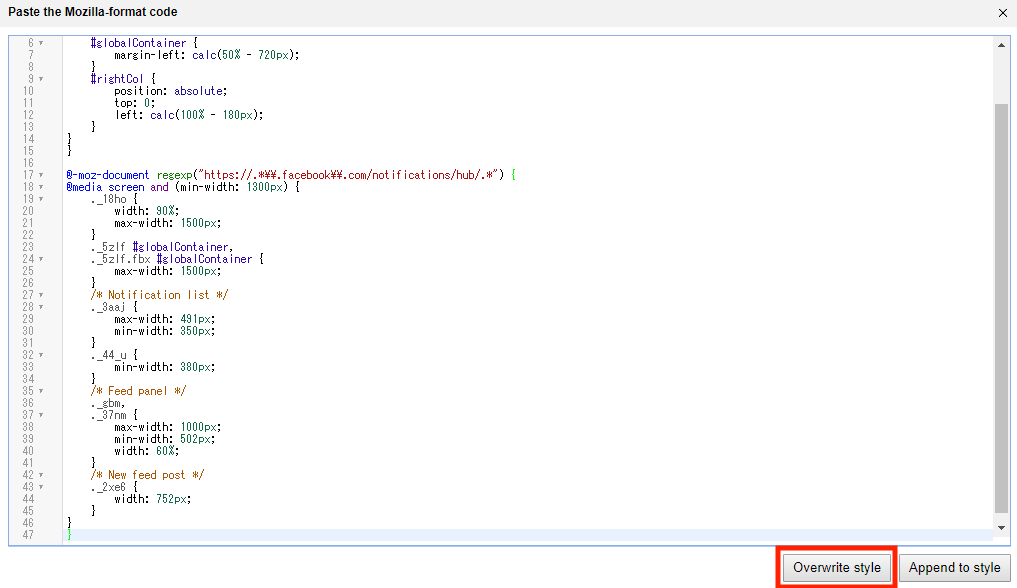 Paste the Mozilla-format code
6 #globalContainer {
7 margin-left: calc(50% - 720px);
8 }
9 #rightCol {
10 position: absolute;
11 top: 0;
12 left: calc(100% - 180px);
13 }
14 }
15 }
16
17 @-moz-document regexp("https://.*¥¥.facebook¥¥.com/notifications/hub/.*") {
18 @media screen and (min-width: 1300px) {
19 ._18ho {
20 width: 90%;
21 max-width: 1500px;
22 }
23 ._5zlf #globalContainer,
24 ._5zlf.fbx #globalContainer {
25 max-width: 1500px;
26 }
27 /* Notification list */
28 ._3aaj {
29 max-width: 491px;
30 min-width: 350px;
31 }
32 ._44_u {
33 min-width: 380px;
34 }
35 /* Feed panel */
36 ._gbm,
37 ._37nm {
38 max-width: 1000px;
39 min-width: 502px;
40 width: 60%;
41 }
42 /* New feed post */
43 ._2xe6 {
44 width: 752px;
45 }
46 }
47 }
Overwrite style Append to style